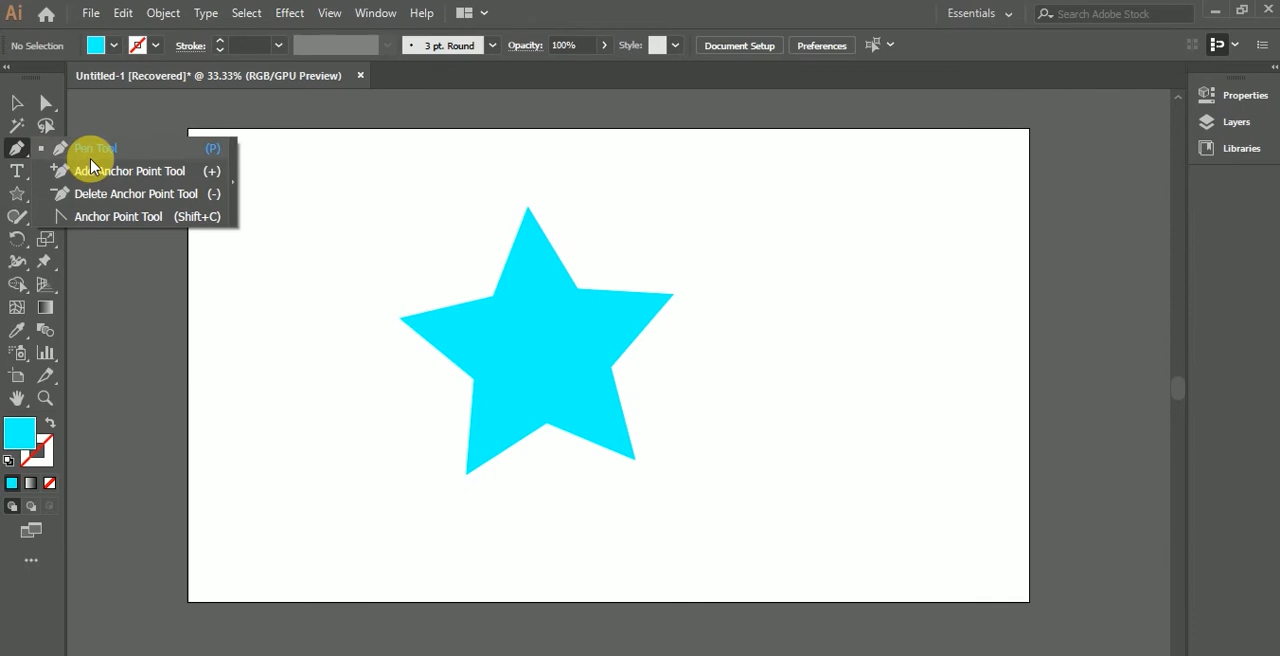 Ai File Edit Object Type Select Effect View Window Help Essentials Search Adobe Stock
No Selection Stroke: 3 pt. Round Opacity: 100% Style: Document Setup Preferences
Untitled-1 [Recovered]* @ 33.33% (RGB/GPU Preview)
Properties
Layers
Libraries
Pen Tool (P)
Add Anchor Point Tool (+)
Delete Anchor Point Tool (-)
Anchor Point Tool (Shift+C)